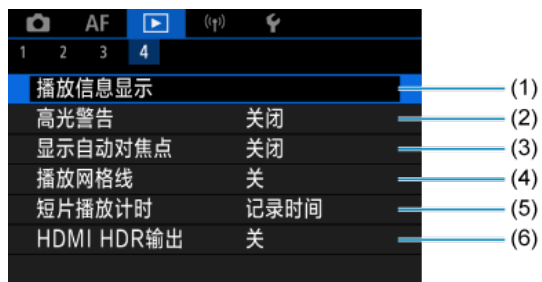 AF
1 2 3 4
播放信息显示 (1)
高光警告 关闭 (2)
显示自动对焦点 关闭 (3)
播放网格线 关 (4)
短片播放计时 记录时间 (5)
HDMI HDR输出 关 (6)